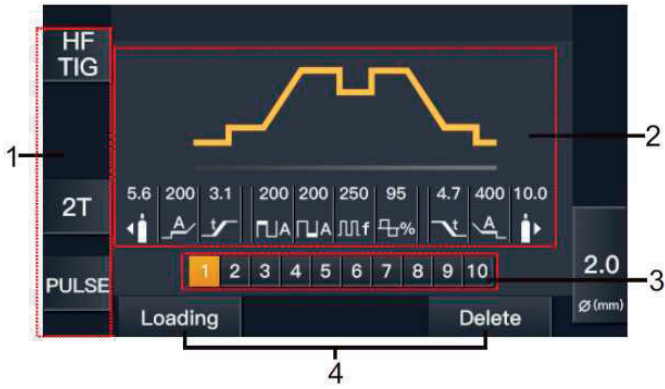 HF
TIG
1
2T
PULSE
5.6 200 3.1 200 200 250 95 4.7 400 10.0
A t A A f % t A
1 2 3 4 5 6 7 8 9 10
Loading Delete
2.0
Ø (mm)
2
3
4